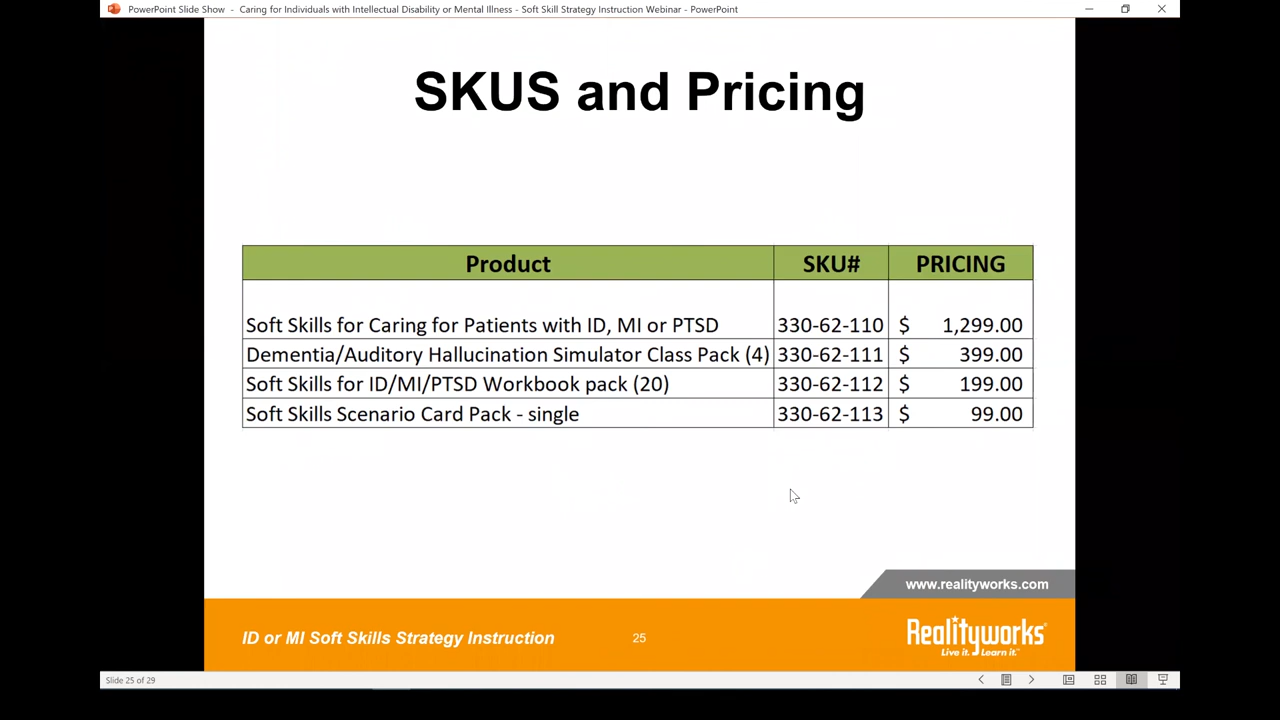 PowerPoint Slide Show - Caring for Individuals with Intellectual Disability or Mental Illness - Soft Skill Strategy Instruction Webinar - PowerPoint
SKUS and Pricing
Product SKU# PRICING
Soft Skills for Caring for Patients with ID, MI or PTSD 330-62-110 $ 1,299.00
Dementia/Auditory Hallucination Simulator Class Pack (4) 330-62-111 $ 399.00
Soft Skills for ID/MI/PTSD Workbook pack (20) 330-62-112 $ 199.00
Soft Skills Scenario Card Pack - single 330-62-113 $ 99.00
www.realityworks.com
ID or MI Soft Skills Strategy Instruction 25 Realityworks
Live it. Learn it.™
Slide 25 of 29